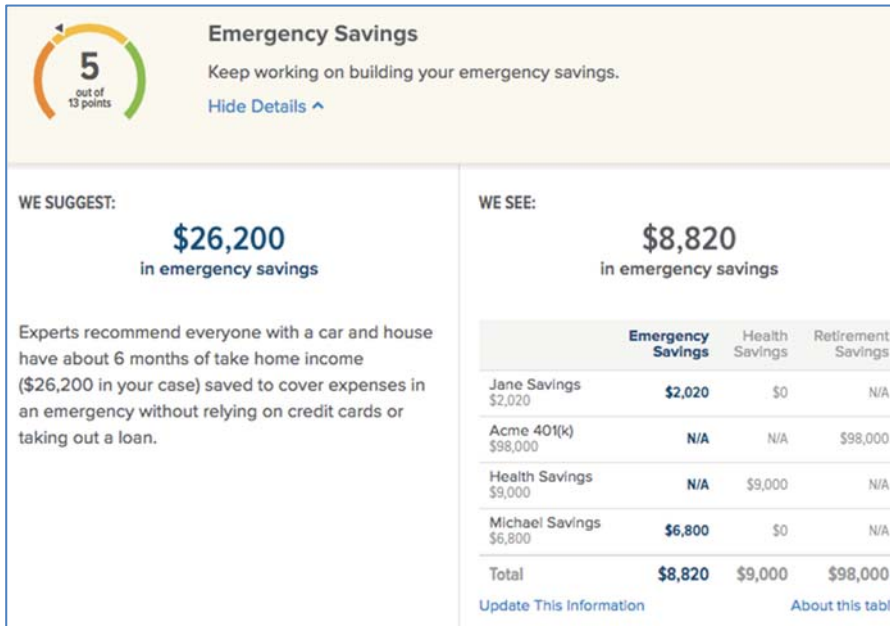 5
out of
13 points
Emergency Savings
Keep working on building your emergency savings.
Hide Details
WE SUGGEST:
$26,200
in emergency savings
Experts recommend everyone with a car and house
have about 6 months of take home income
($26,200 in your case) saved to cover expenses in
an emergency without relying on credit cards or
taking out a loan.
WE SEE:
$8,820
in emergency savings
Emergency Savings Health Savings Retirement Savings
Jane Savings $2,020 $2,020 $0 N/A
Acme 401(k) $98,000 N/A N/A $98,000
Health Savings $9,000 N/A $9,000 N/A
Michael Savings $6,800 $6,800 $0 N/A
Total $8,820 $9,000 $98,000
Update This Information About this tabl